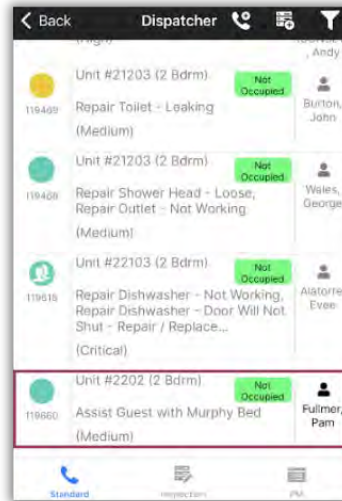 Back
Dispatcher
(High)
, Andy
Unit #21203 (2 Bdrm)
Not
Occupied
119469
Repair Toilet - Leaking
(Medium)
Burton,
John
Unit #21203 (2 Bdrm)
Not
Occupied
119468
Repair Shower Head - Loose,
Repair Outlet - Not Working
(Medium)
Wales,
George
Unit #22103 (2 Bdrm)
Not
Occupied
119618
Repair Dishwasher - Not Working,
Repair Dishwasher - Door Will Not
Shut - Repair / Replace...
(Critical)
Alatorre,
Evee
Unit #2202 (2 Bdrm)
Not
Occupied
119660
Assist Guest with Murphy Bed
(Medium)
Fullmer,
Pam
Standard
Inspection
PM